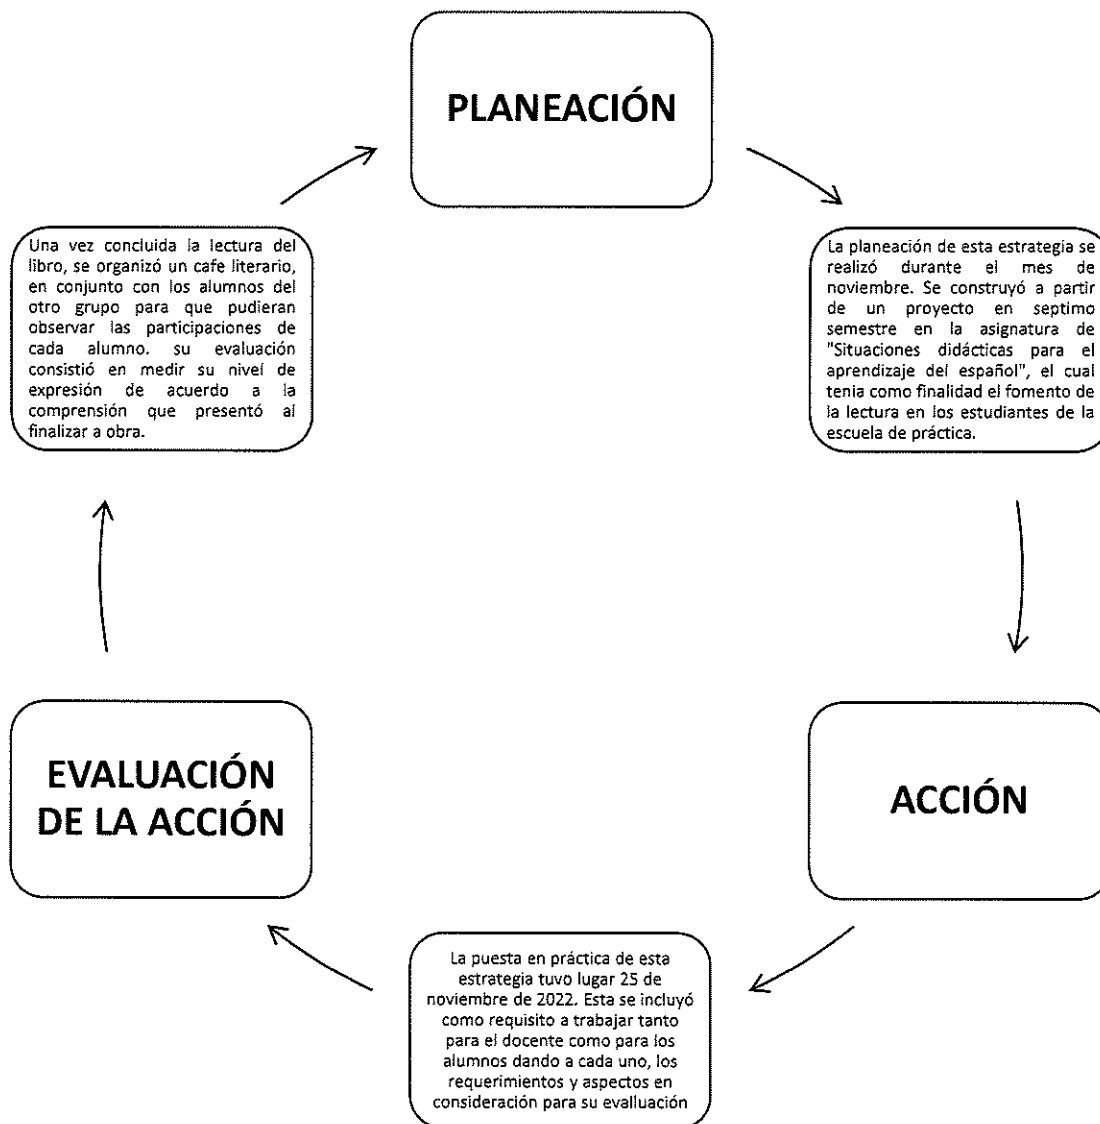 PLANEACIÓN
La planeación de esta estrategia se
realizó durante el mes de
noviembre. Se construyó a partir
de un proyecto en septimo
semestre en la asignatura de
"Situaciones didácticas para el
aprendizaje del español", el cual
tenia como finalidad el fomento de
la lectura en los estudiantes de la
escuela de práctica.
ACCIÓN
La puesta en práctica de esta
estrategia tuvo lugar 25 de
noviembre de 2022. Esta se incluyó
como requisito a trabajar tanto
para el docente como para los
alumnos dando a cada uno, los
requerimientos y aspectos en
consideración para su evalluación
EVALUACIÓN
DE LA ACCIÓN
Una vez concluida la lectura del
libro, se organizó un cafe literario,
en conjunto con los alumnos del
otro grupo para que pudieran
observar las participaciones de
cada alumno. su evaluación
consistió en medir su nivel de
expresión de acuerdo a la
comprensión que presentó al
finalizar a obra.